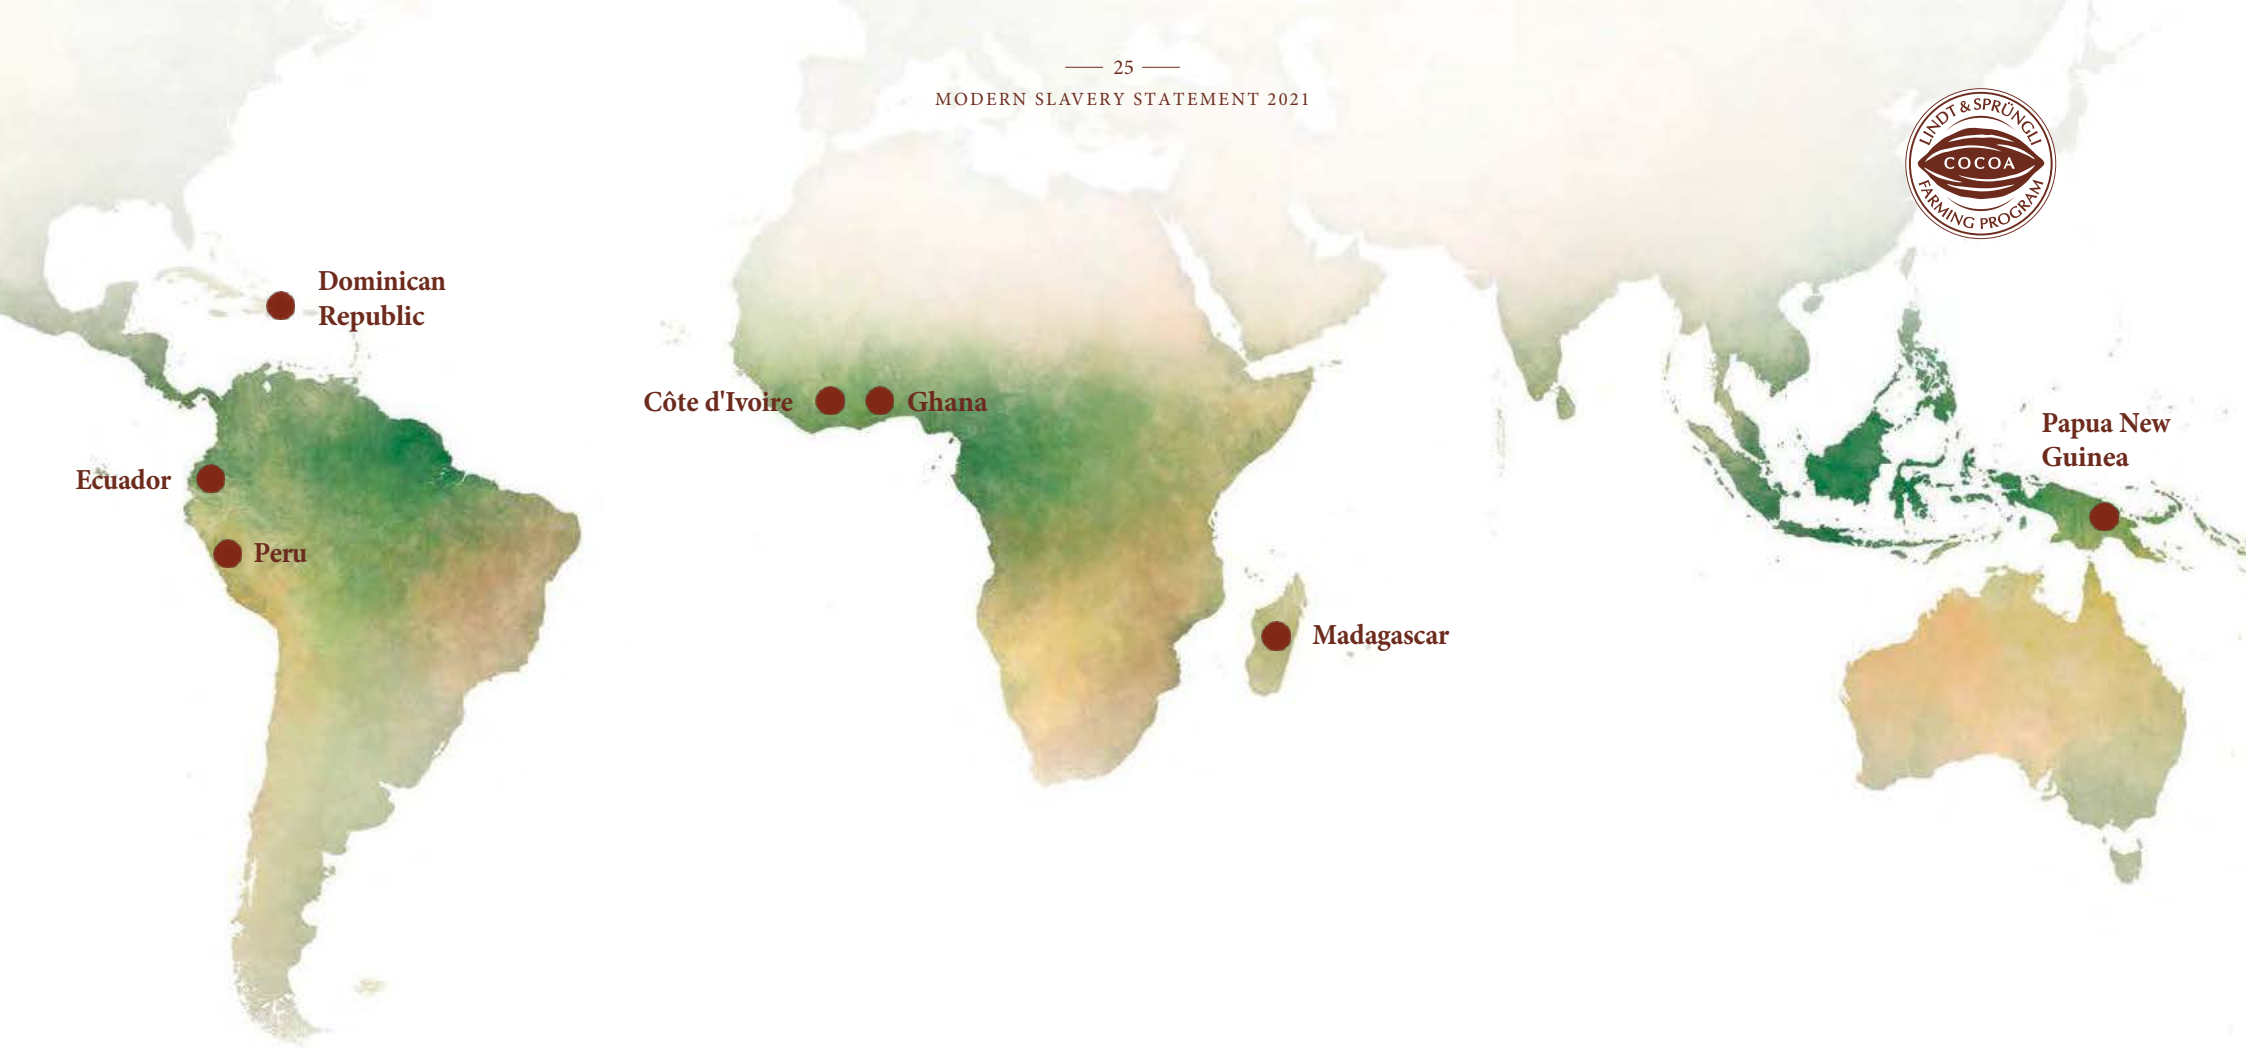 25
MODERN SLAVERY STATEMENT 2021
LINDT & SPRÜNGLI
COCOA
FARMING PROGRAM
Dominican
Republic
Côte d'Ivoire
Ghana
Papua New
Guinea
Ecuador
Peru
Madagascar